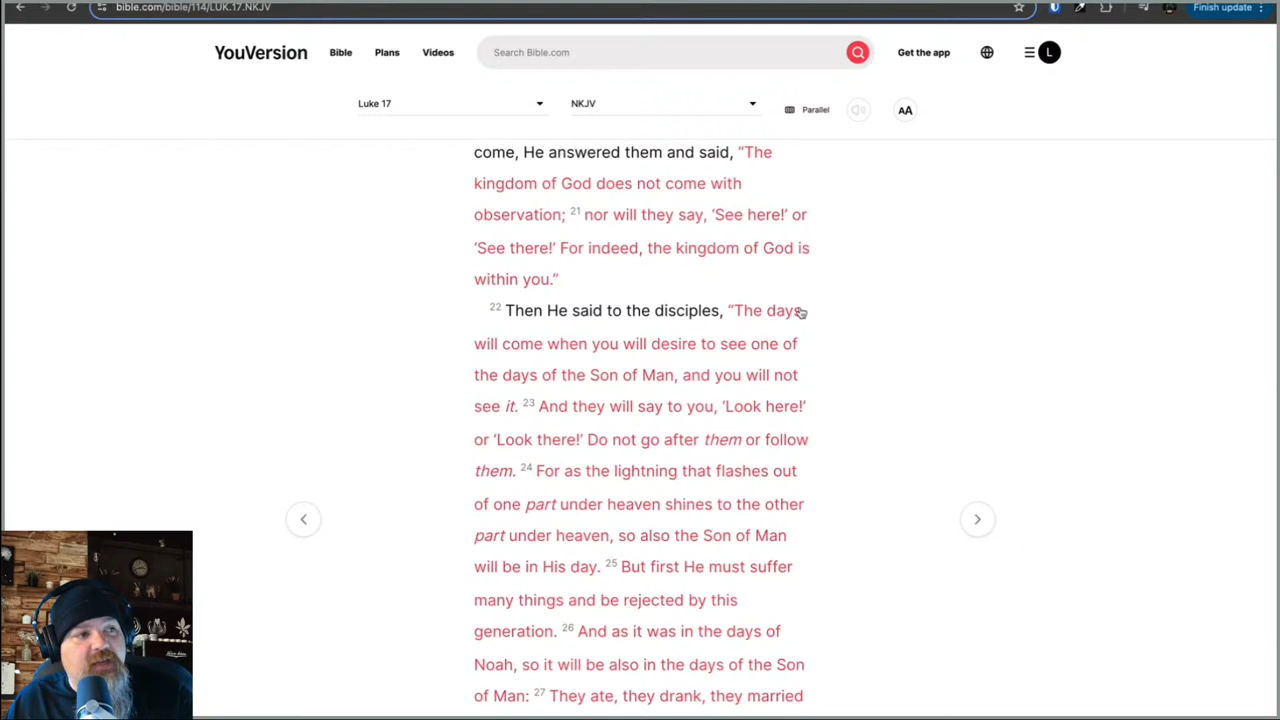 bible.com/bible/114/LUK.17.NKJV
Finish update
YouVersion
Bible
Plans
Videos
Search Bible.com
Get the app
L
Luke 17
NKJV
Parallel
AA
come, He answered them and said, “The
kingdom of God does not come with
observation; 21 nor will they say, ‘See here!’ or
‘See there!’ For indeed, the kingdom of God is
within you.”
22 Then He said to the disciples, “The days
will come when you will desire to see one of
the days of the Son of Man, and you will not
see it. 23 And they will say to you, ‘Look here!’
or ‘Look there!’ Do not go after them or follow
them. 24 For as the lightning that flashes out
of one part under heaven shines to the other
part under heaven, so also the Son of Man
will be in His day. 25 But first He must suffer
many things and be rejected by this
generation. 26 And as it was in the days of
Noah, so it will be also in the days of the Son
of Man: 27 They ate, they drank, they married